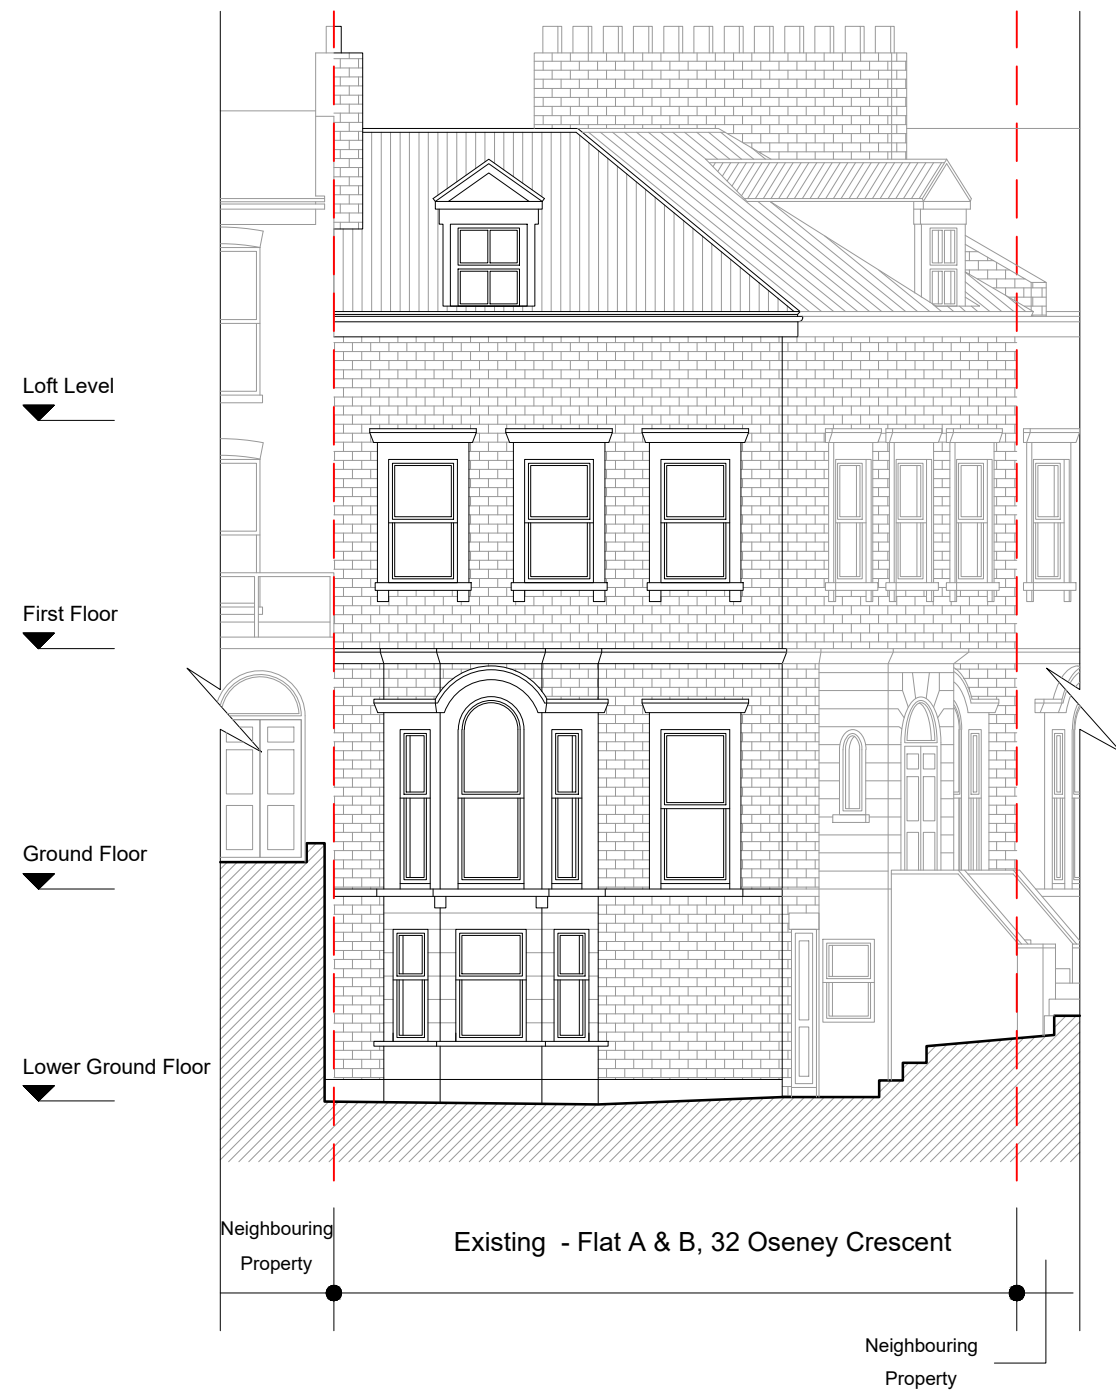 Loft Level
First Floor
Ground Floor
Lower Ground Floor
Neighbouring
Property
Existing - Flat A & B, 32 Oseney Crescent
Neighbouring
Property